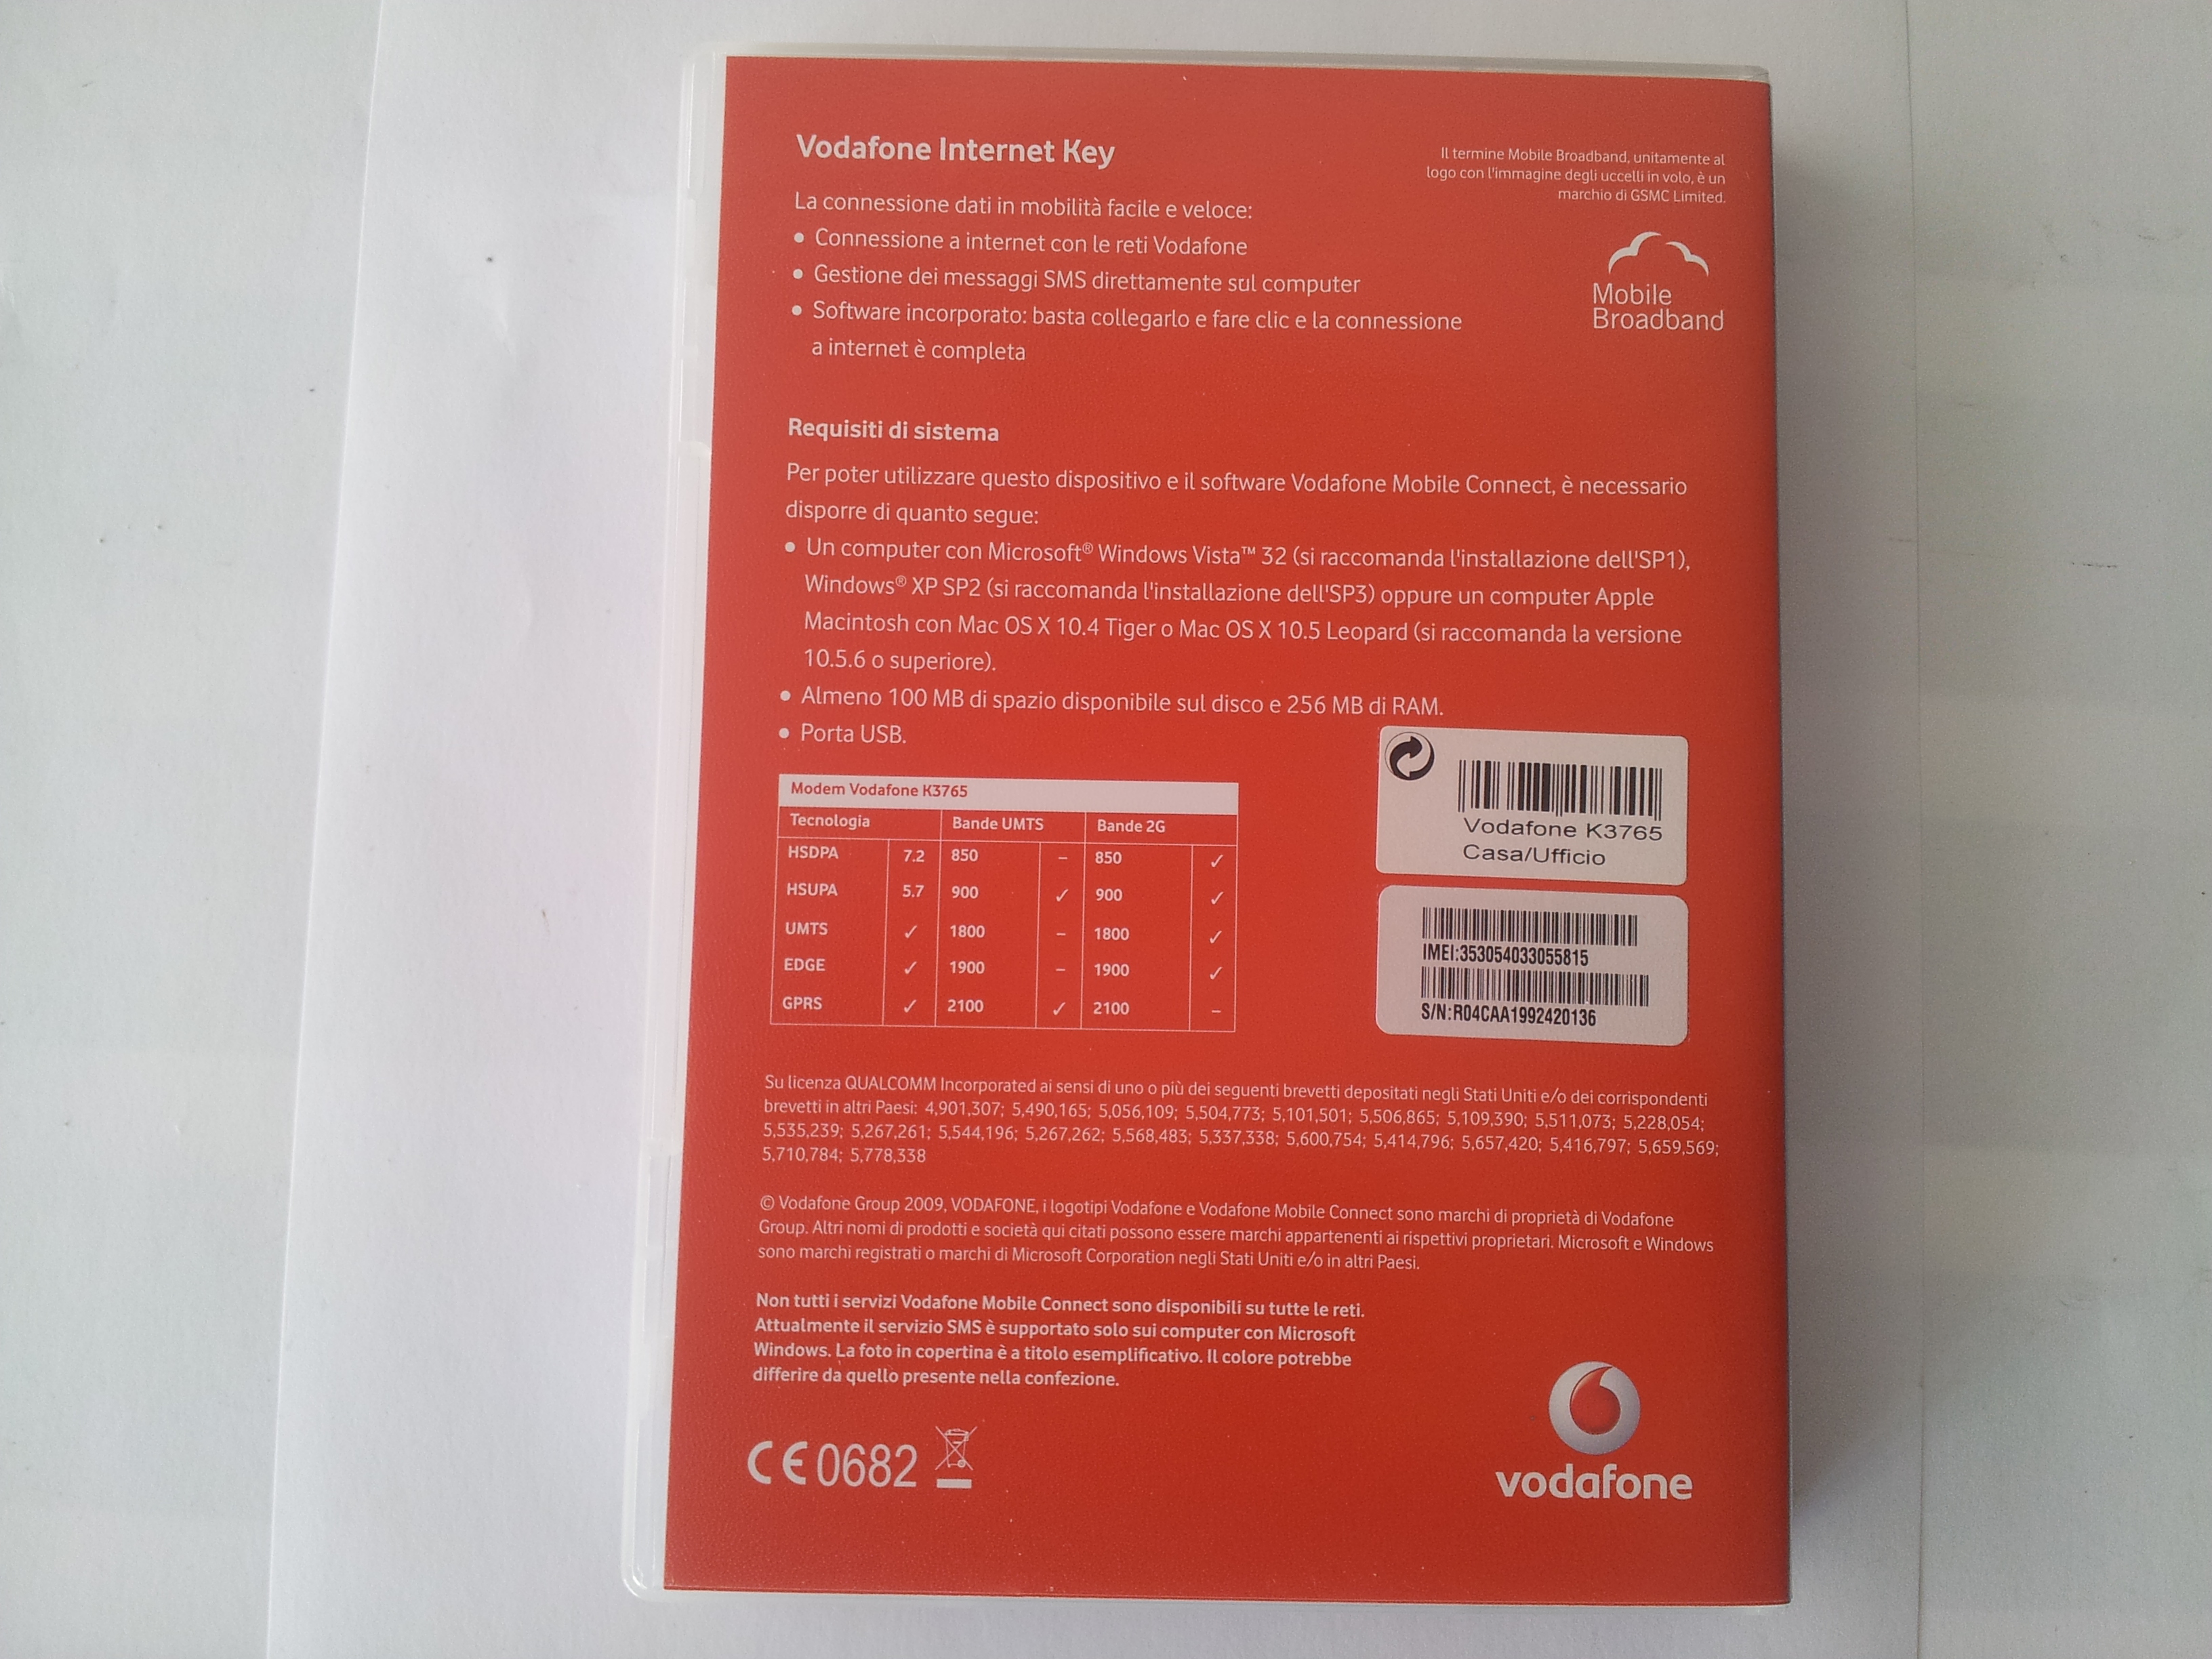 Vodafone Internet Key
Il termine Mobile Broadband, unitamente al
logo con l'immagine degli uccelli in volo, è un
marchio di GSMC Limited.
La connessione dati in mobilità facile e veloce:
• Connessione a internet con le reti Vodafone
• Gestione dei messaggi SMS direttamente sul computer
• Software incorporato: basta collegarlo e fare clic e la connessione
a internet è completa
Mobile
Broadband
Requisiti di sistema
Per poter utilizzare questo dispositivo e il software Vodafone Mobile Connect, è necessario
disporre di quanto segue:
• Un computer con Microsoft® Windows Vista™ 32 (si raccomanda l'installazione dell'SP1),
Windows® XP SP2 (si raccomanda l'installazione dell'SP3) oppure un computer Apple
Macintosh con Mac OS X 10.4 Tiger o Mac OS X 10.5 Leopard (si raccomanda la versione
10.5.6 o superiore).
• Almeno 100 MB di spazio disponibile sul disco e 256 MB di RAM.
• Porta USB.
Modem Vodafone K3765
Tecnologia Bande UMTS Bande 2G
HSDPA 7.2 850 – 850 ✓
HSUPA 5.7 900 ✓ 900 ✓
UMTS ✓ 1800 – 1800 ✓
EDGE ✓ 1900 – 1900 ✓
GPRS ✓ 2100 ✓ 2100 –
Vodafone K3765
Casa/Ufficio
IMEI:353054033055815
S/N:R04CAA1992420136
Su licenza QUALCOMM Incorporated ai sensi di uno o più dei seguenti brevetti depositati negli Stati Uniti e/o dei corrispondenti
brevetti in altri Paesi: 4,901,307; 5,490,165; 5,056,109; 5,504,773; 5,101,501; 5,506,865; 5,109,390; 5,511,073; 5,228,054;
5,535,239; 5,267,261; 5,544,196; 5,267,262; 5,568,483; 5,337,338; 5,600,754; 5,414,796; 5,657,420; 5,416,797; 5,659,569;
5,710,784; 5,778,338
© Vodafone Group 2009, VODAFONE, i logotipi Vodafone e Vodafone Mobile Connect sono marchi di proprietà di Vodafone
Group. Altri nomi di prodotti e società qui citati possono essere marchi appartenenti ai rispettivi proprietari. Microsoft e Windows
sono marchi registrati o marchi di Microsoft Corporation negli Stati Uniti e/o in altri Paesi.
Non tutti i servizi Vodafone Mobile Connect sono disponibili su tutte le reti.
Attualmente il servizio SMS è supportato solo sui computer con Microsoft
Windows. La foto in copertina è a titolo esemplificativo. Il colore potrebbe
differire da quello presente nella confezione.
CE 0682
vodafone